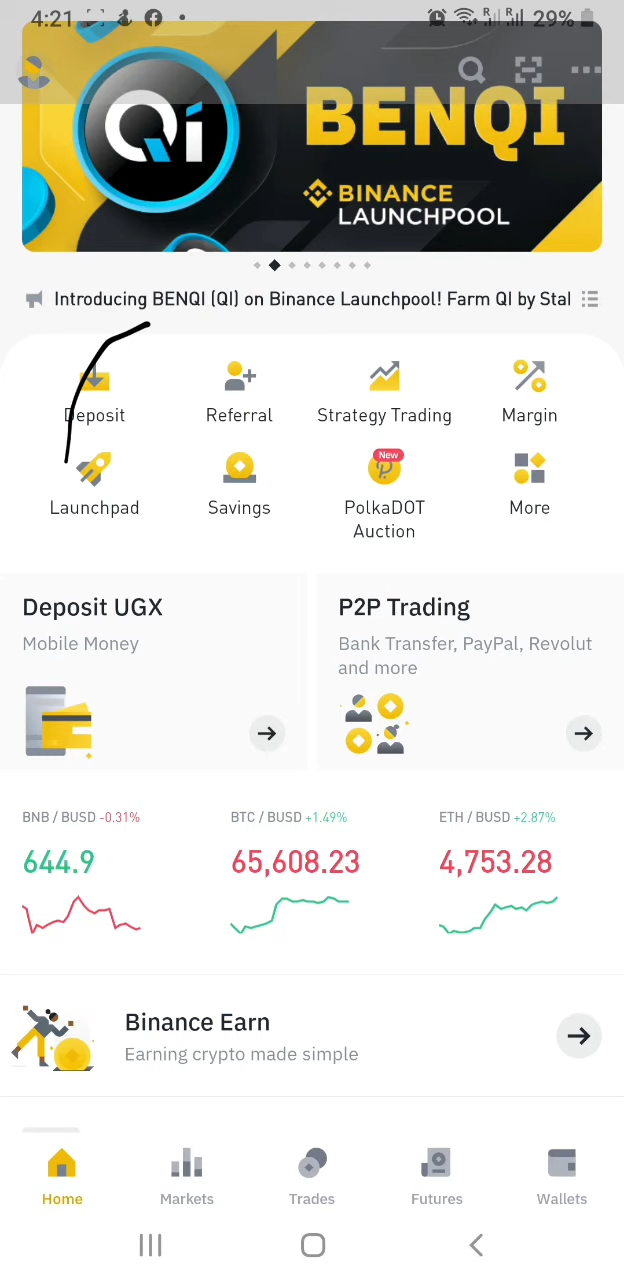 4:21
29%
Qi
BENQI
BINANCE
LAUNCHPOOL
Introducing BENQI (QI) on Binance Launchpool! Farm QI by Stal
Deposit
Referral
Strategy Trading
Margin
New
Launchpad
Savings
PolkaDOT
Auction
More
Deposit UGX
Mobile Money
P2P Trading
Bank Transfer, PayPal, Revolut
and more
BNB / BUSD -0.31%
BTC / BUSD +1.49%
ETH / BUSD +2.87%
644.9
65,608.23
4,753.28
Binance Earn
Earning crypto made simple
Home
Markets
Trades
Futures
Wallets